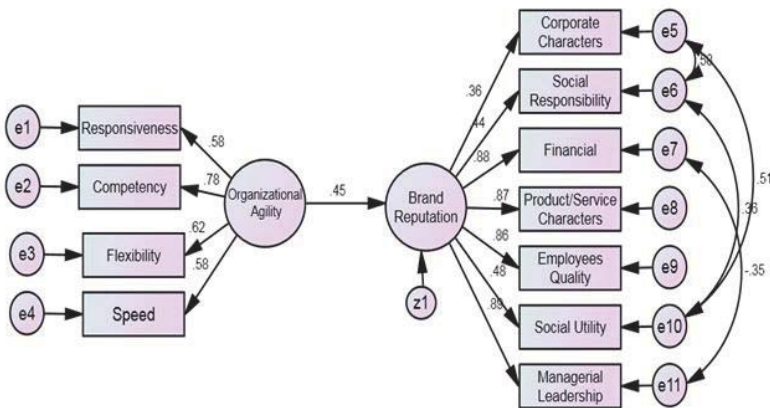 e1
Responsiveness
.58
e2
Competency
.78
e3
Flexibility
.62
e4
Speed
.58
Organizational
Agility
.45
Brand
Reputation
z1
.36
Corporate
Characters
e5
.44
Social
Responsibility
e6
.88
Financial
e7
.87
Product/Service
Characters
e8
.86
Employees
Quality
e9
.48
Social Utility
e10
.89
Managerial
Leadership
e11
.58
.51
.36
-.35